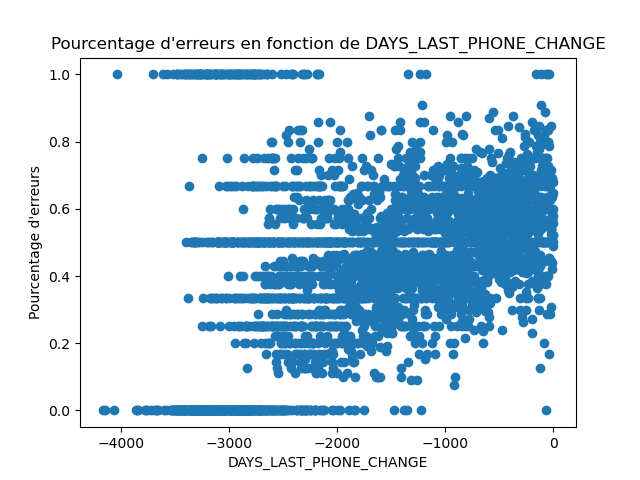 Pourcentage d'erreurs en fonction de DAYS_LAST_PHONE_CHANGE
1.0
0.8
0.6
0.4
0.2
0.0
Pourcentage d'erreurs
−4000 −3000 −2000 −1000 0
DAYS_LAST_PHONE_CHANGE